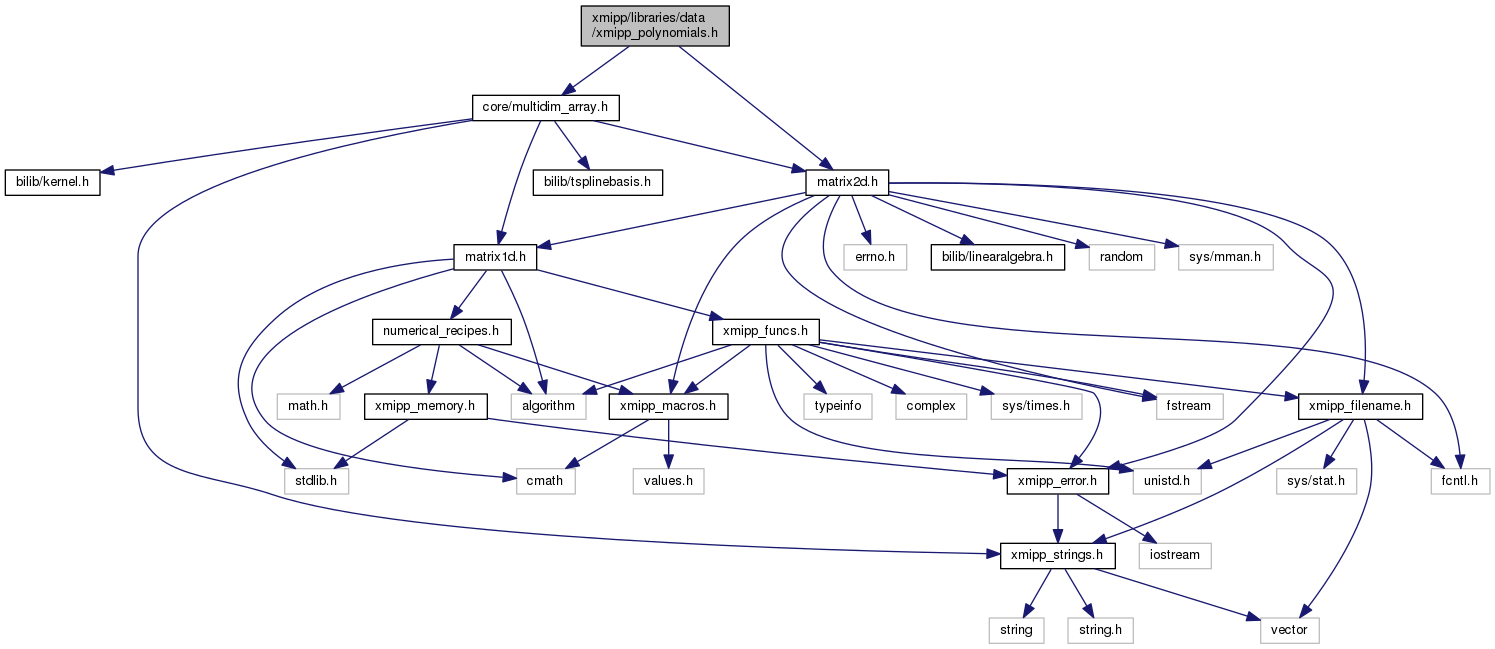 xmipp/libraries/data
/xmipp_polynomials.h
core/multidim_array.h
bilib/kernel.h
bilib/tsplinebasis.h
matrix2d.h
matrix1d.h
errno.h
bilib/linearalgebra.h
random
sys/mman.h
numerical_recipes.h
xmipp_funcs.h
math.h
xmipp_memory.h
algorithm
xmipp_macros.h
typeinfo
complex
sys/times.h
fstream
xmipp_filename.h
stdlib.h
cmath
values.h
xmipp_error.h
unistd.h
sys/stat.h
fcntl.h
xmipp_strings.h
iostream
string
string.h
vector